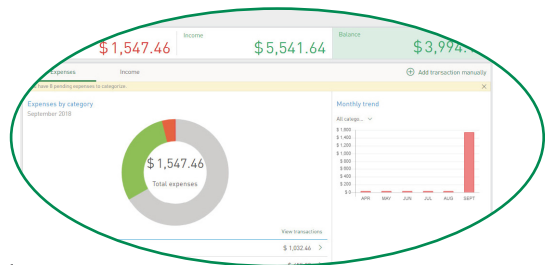 Income
Balance
$ 1,547.46
$ 5,541.64
$ 3,994.
Expenses
Income
Add transaction manually
have 8 pending expenses to categorize.
Expenses by category
September 2018
$ 1,547.46
Total expenses
View transactions
$ 1,032.46 >
Monthly trend
All catego...
$ 1,600
$ 1,400
$ 1,200
$ 1,000
$ 800
$ 600
$ 400
$ 200
$ 0
APR MAY JUN JUL AUG SEPT